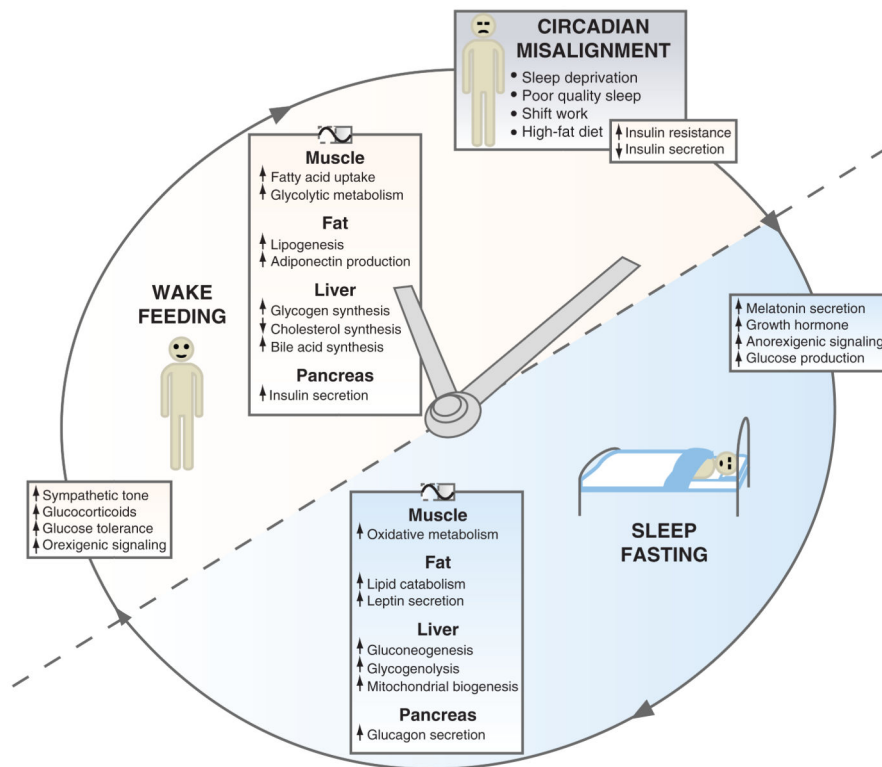 CIRCADIAN
MISALIGNMENT
• Sleep deprivation
• Poor quality sleep
• Shift work
• High-fat diet
↑ Insulin resistance
↓ Insulin secretion
Muscle
↑ Fatty acid uptake
↑ Glycolytic metabolism
Fat
↑ Lipogenesis
↑ Adiponectin production
Liver
↑ Glycogen synthesis
↓ Cholesterol synthesis
↑ Bile acid synthesis
Pancreas
↑ Insulin secretion
WAKE
FEEDING
↑ Melatonin secretion
↑ Growth hormone
↑ Anorexigenic signaling
↑ Glucose production
↑ Sympathetic tone
↑ Glucocorticoids
↑ Glucose tolerance
↑ Orexigenic signaling
SLEEP
FASTING
Muscle
↑ Oxidative metabolism
Fat
↑ Lipid catabolism
↑ Leptin secretion
Liver
↑ Gluconeogenesis
↑ Glycogenolysis
↑ Mitochondrial biogenesis
Pancreas
↑ Glucagon secretion